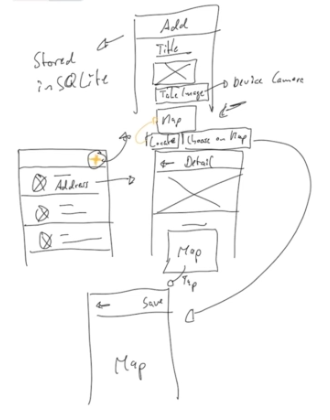 Add
Title
Stored
in SQLite
Take Image
Device Camera
Map
Locate
Choose on Map
Detail
Address
Map
Tap
Save
Map